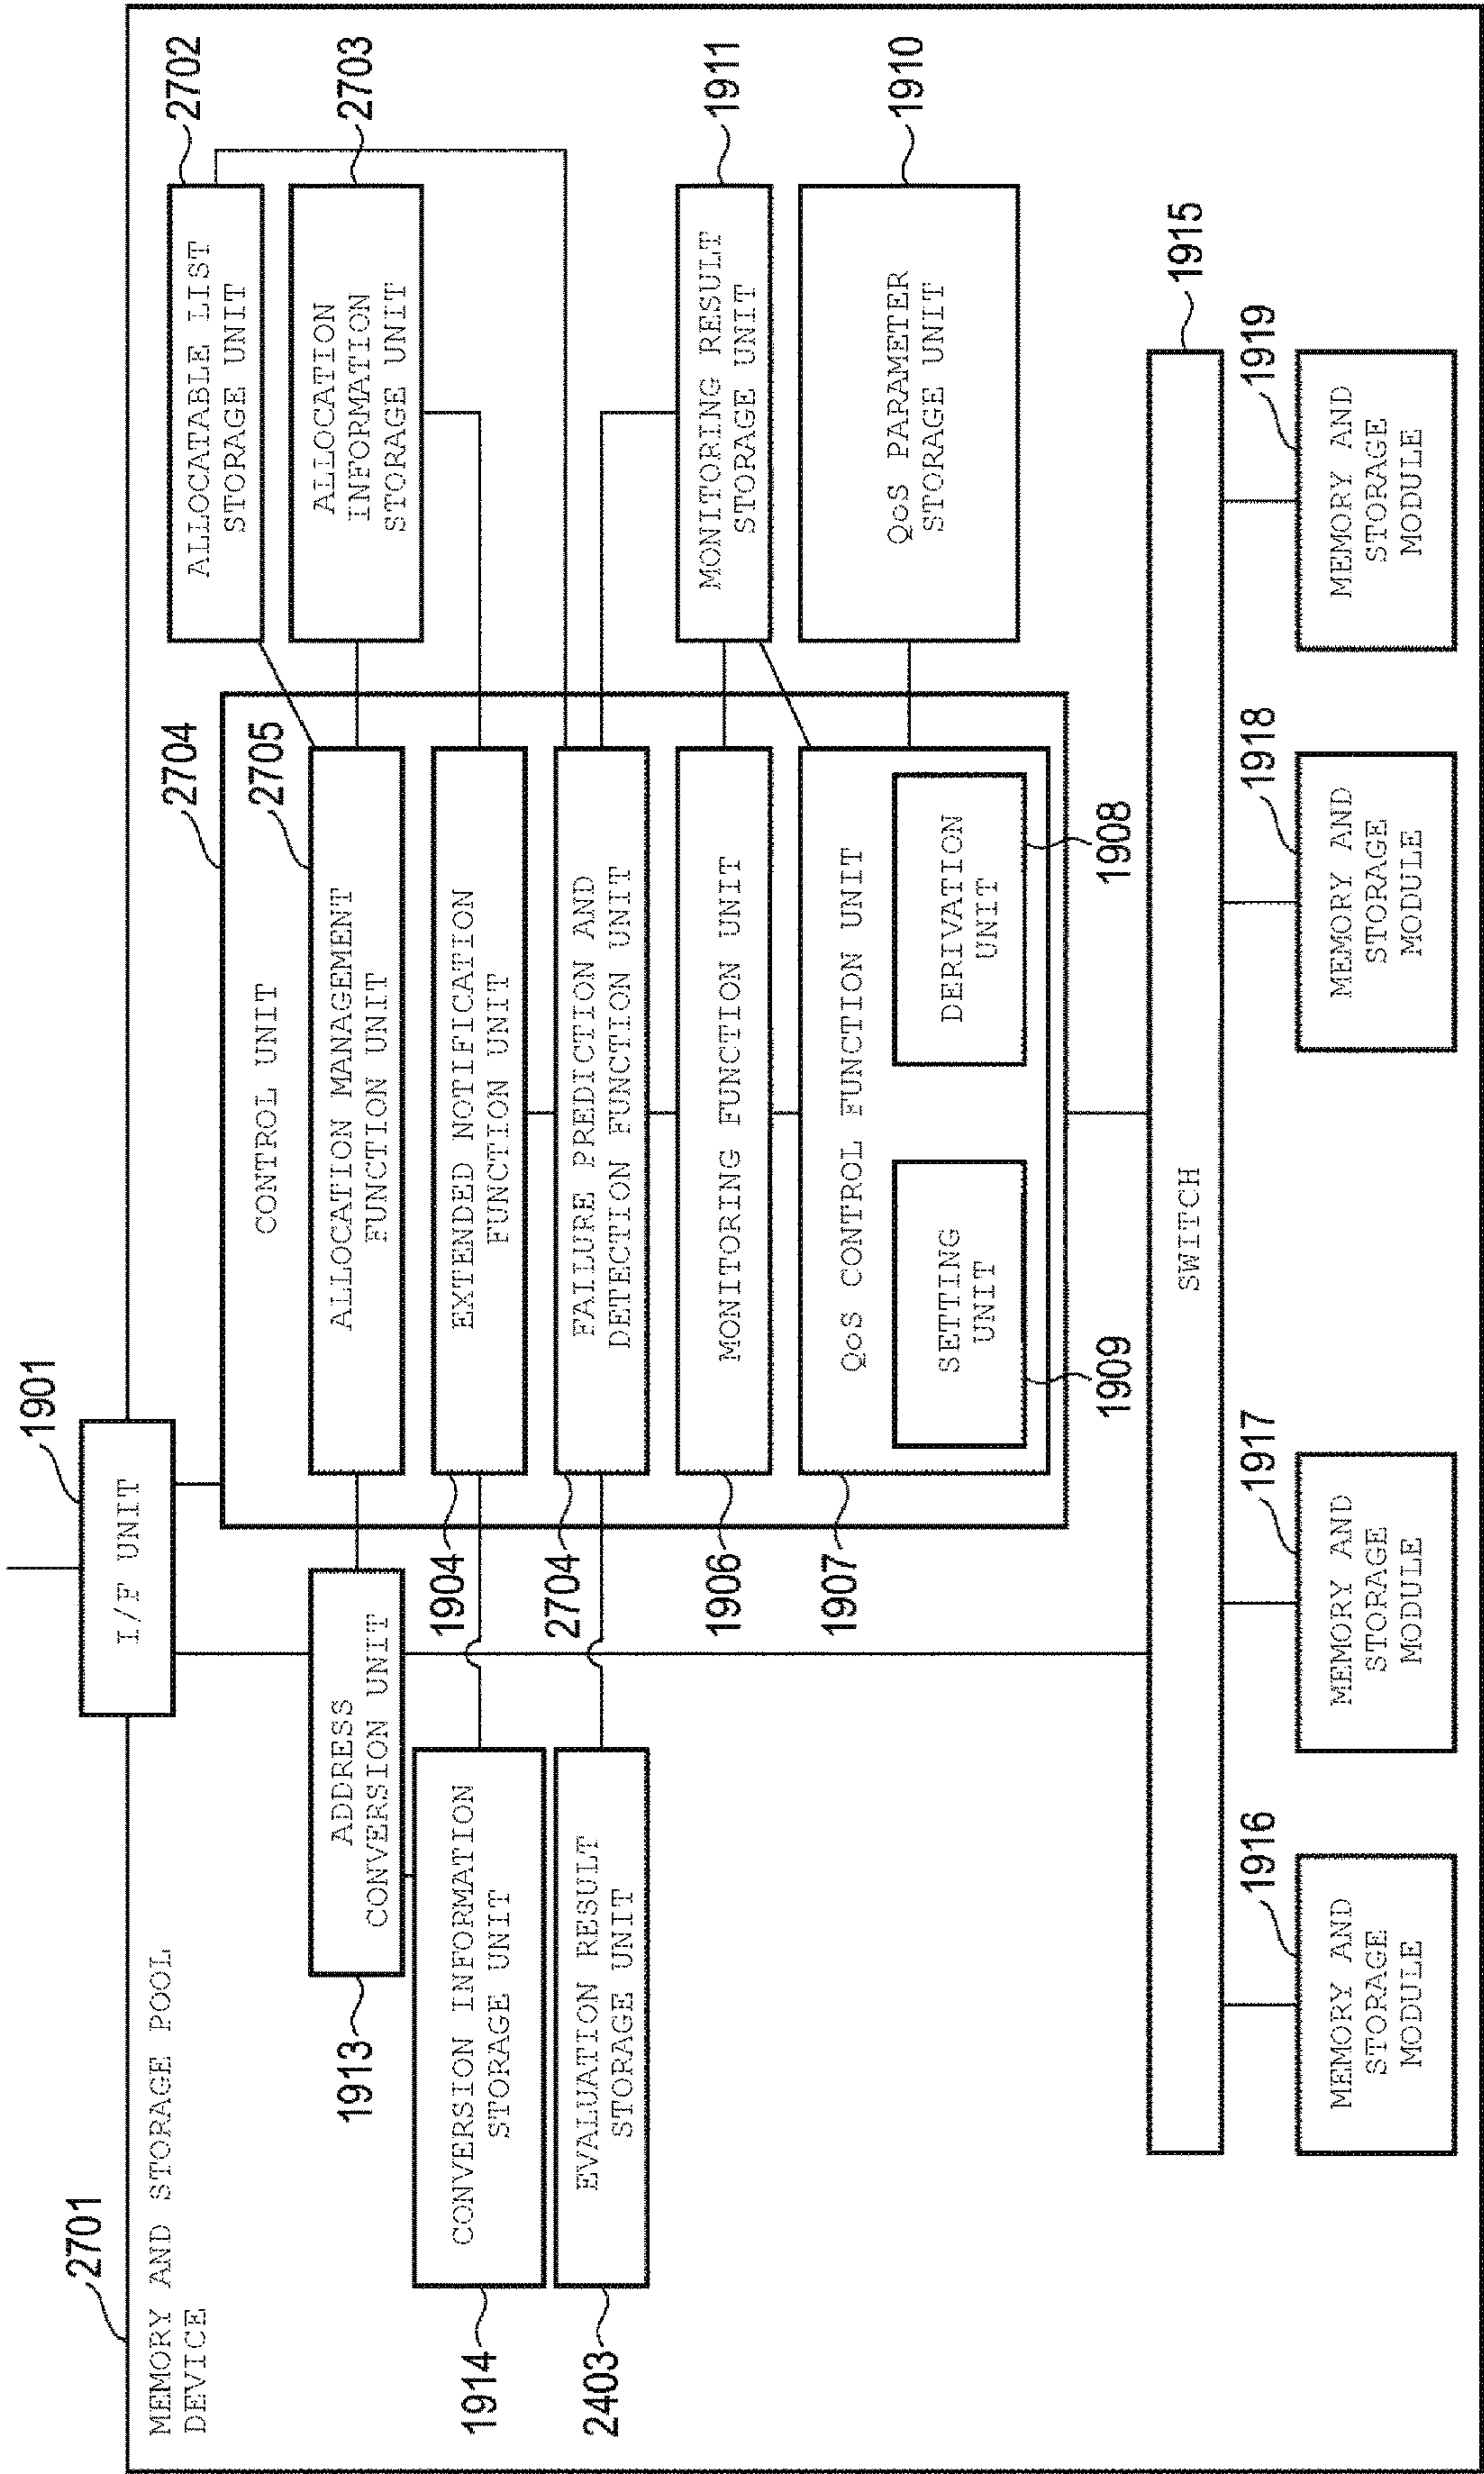 2701
MEMORY AND STORAGE POOL
DEVICE
1901
I/F UNIT
2704
CONTROL UNIT
2705
ALLOCATION MANAGEMENT
FUNCTION UNIT
2702
ALLOCATABLE LIST
STORAGE UNIT
2703
ALLOCATION
INFORMATION
STORAGE UNIT
1913
ADDRESS
CONVERSION UNIT
1904
EXTENDED NOTIFICATION
FUNCTION UNIT
1914
CONVERSION INFORMATION
STORAGE UNIT
2704
FAILURE PREDICTION AND
DETECTION FUNCTION UNIT
2403
EVALUATION RESULT
STORAGE UNIT
1906
MONITORING FUNCTION UNIT
1911
MONITORING RESULT
STORAGE UNIT
1907
QoS CONTROL FUNCTION UNIT
1910
QoS PARAMETER
STORAGE UNIT
SETTING
UNIT
1909
DERIVATION
UNIT
1908
SWITCH
1915
1916
MEMORY AND
STORAGE
MODULE
1917
MEMORY AND
STORAGE
MODULE
1918
MEMORY AND
STORAGE
MODULE
1919
MEMORY AND
STORAGE
MODULE